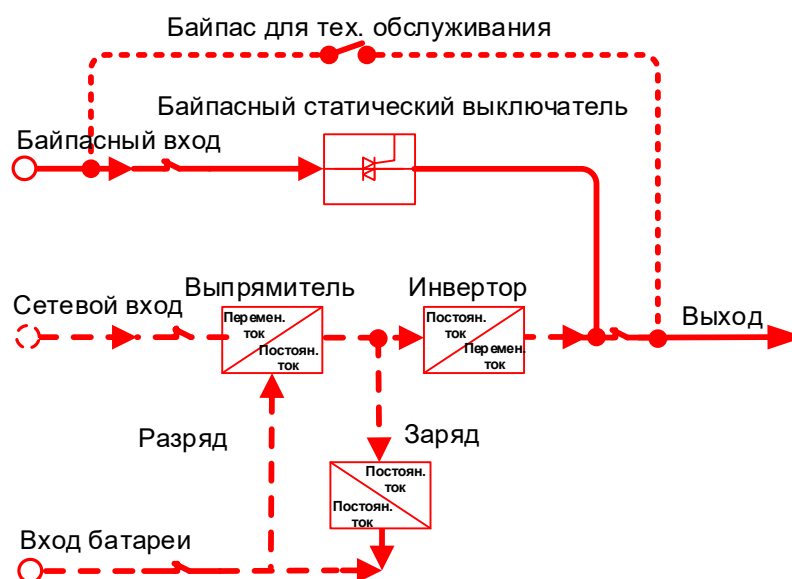 Байпас для тех. обслуживания
Байпасный статический выключатель
Байпасный вход
Выпрямитель
Инвертор
Сетевой вход
Выход
Перемен.
ток
Постоян.
ток
Постоян.
ток
Перемен.
ток
Разряд
Заряд
Постоян.
ток
Постоян.
ток
Вход батареи